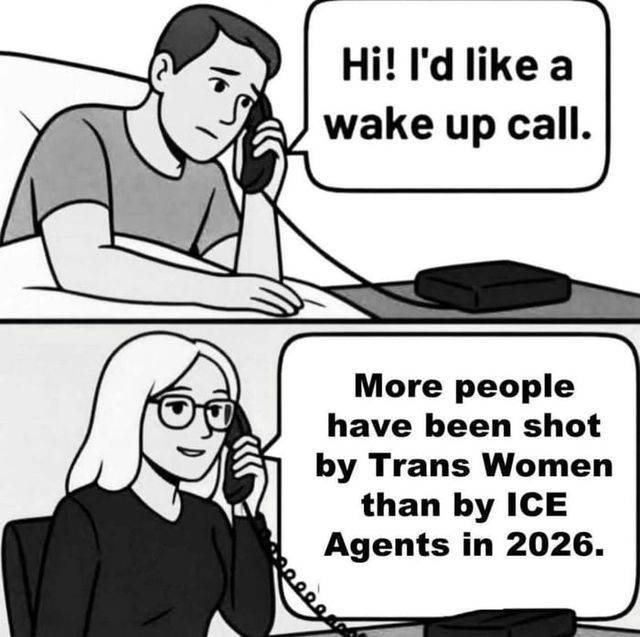 Hi! I'd like a
wake up call.
More people
have been shot
by Trans Women
than by ICE
Agents in 2026.